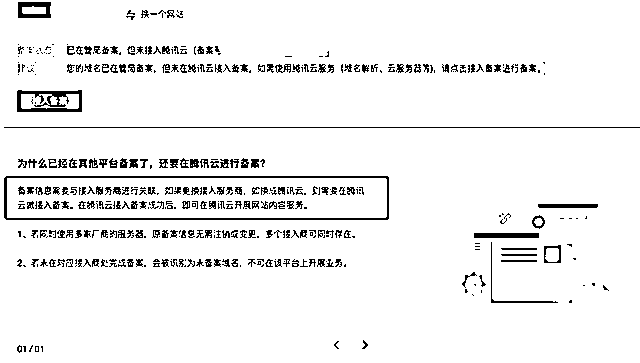 换一个网站
备案状态 已在管局备案，但未接入腾讯云（备案号
建议 您的域名已在管局备案，但未在腾讯云接入备案。如需使用腾讯云服务（域名解析、云服务器等），请点击接入备案进行备案。
接入备案
为什么已经在其他平台备案了，还要在腾讯云进行备案？
备案信息需要与接入服务商进行关联，如果更换接入服务商，如换成腾讯云，则需要在腾讯
云做接入备案。在腾讯云接入备案成功后，即可在腾讯云开展网站内容服务。
1、若同时使用多家厂商的服务器，原备案信息无需注销或变更，多个接入商可同时存在。
2、若未在对应接入商处完成备案，会被识别为未备案域名，不可在该平台上开展业务。
01 / 01